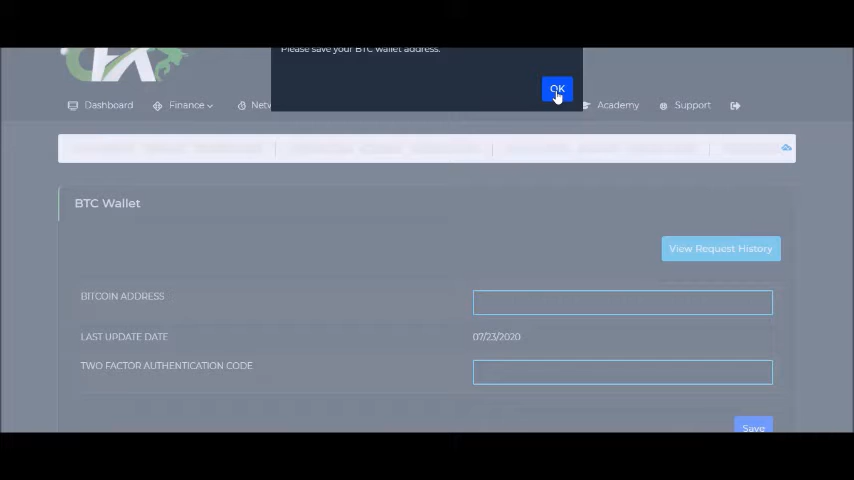 Please save your BTC wallet address.
OK
Dashboard Finance Netw Academy Support
BTC Wallet
View Request History
BITCOIN ADDRESS
LAST UPDATE DATE 07/23/2020
TWO FACTOR AUTHENTICATION CODE
Save